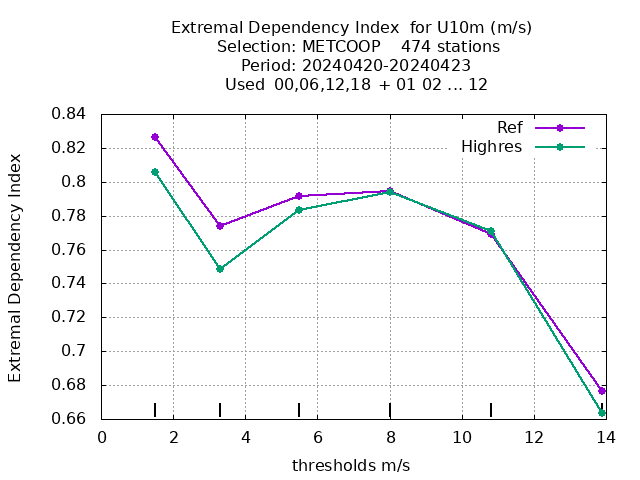 Extremal Dependency Index  for U10m (m/s)
Selection: METCOOP    474 stations
Period: 20240420-20240423
Used  00,06,12,18 + 01 02 ... 12
Ref
Highres
Extremal Dependency Index
0.84
0.82
0.8
0.78
0.76
0.74
0.72
0.7
0.68
0.66
0 2 4 6 8 10 12 14
thresholds m/s